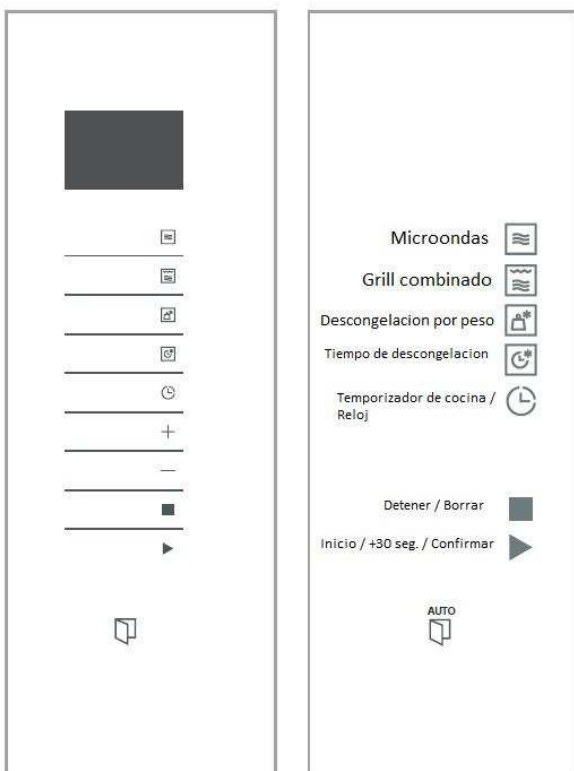 Microondas
Grill combinado
Descongelacion por peso
Tiempo de descongelacion
Temporizador de cocina /
Reloj
Detener / Borrar
Inicio / +30 seg. / Confirmar
AUTO